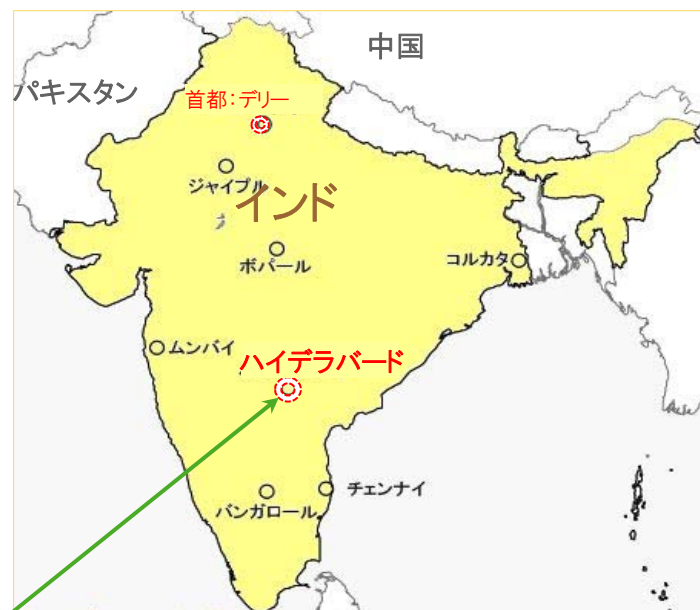 中国
パキスタン
首都：デリー
ジャイプル
インド
ボパール
コルカタ
ムンバイ
ハイデラバード
チェンナイ
バンガロール